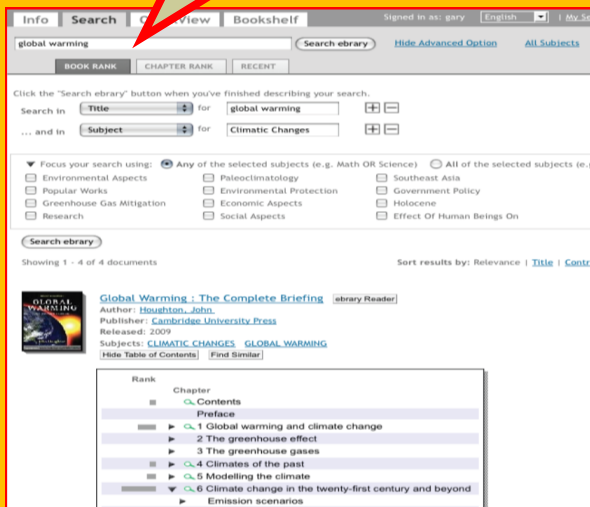 Info Search view Bookshelf Signed in as: gary English | My
global warming Search ebrary Hide Advanced Option All Subjects
BOOK RANK CHAPTER RANK RECENT
Click the "Search ebrary" button when you've finished describing your search.
Search in Title for global warming
... and in Subject for Climatic Changes
Focus your search using: Any of the selected subjects (e.g. Math OR Science) All of the selected subjects (e.
Environmental Aspects Paleoclimatology Southeast Asia
Popular Works Environmental Protection Government Policy
Greenhouse Gas Mitigation Economic Aspects Holocene
Research Social Aspects Effect Of Human Beings On
Search ebrary
Showing 1 - 4 of 4 documents Sort results by: Relevance | Title | Contr
GLOBAL WARMING
Global Warming : The Complete Briefing ebrary Reader
Author: Houghton, John.
Publisher: Cambridge University Press
Released: 2009
Subjects: CLIMATIC CHANGES GLOBAL WARMING
Hide Table of Contents Find Similar
Rank
Chapter
Contents
Preface
1 Global warming and climate change
2 The greenhouse effect
3 The greenhouse gases
4 Climates of the past
5 Modelling the climate
6 Climate change in the twenty-first century and beyond
Emission scenarios